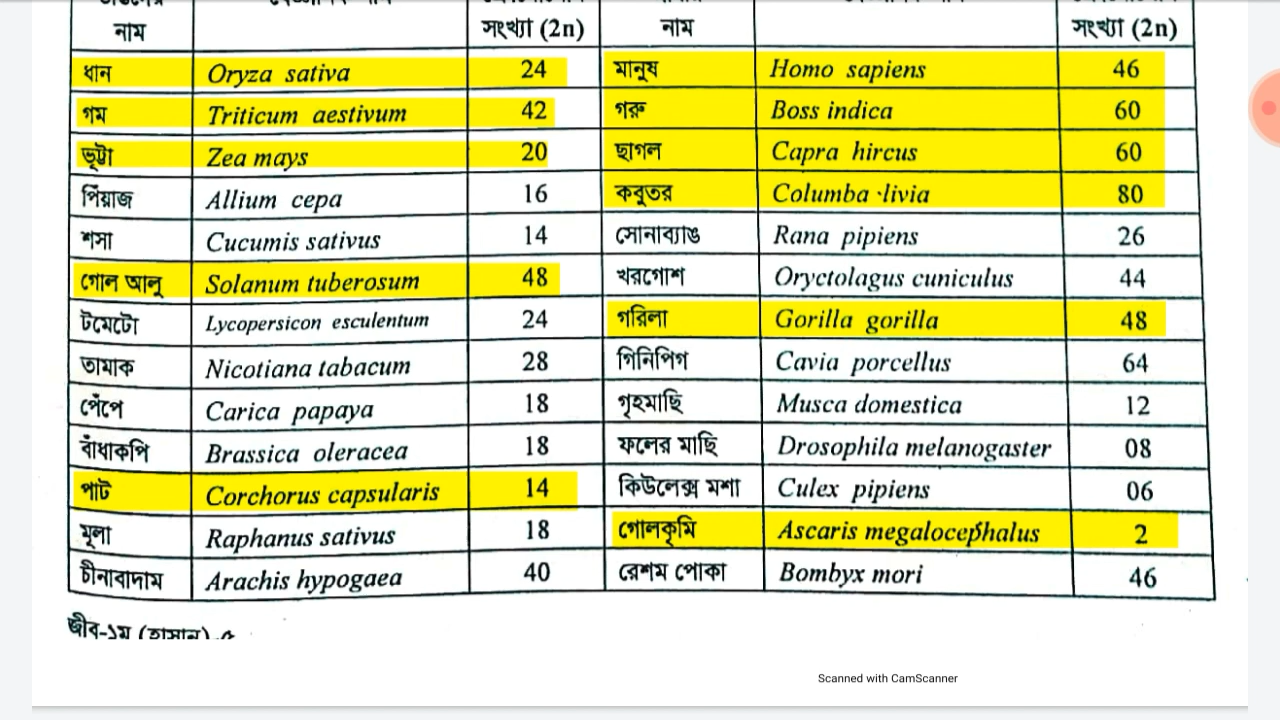 নাম সংখ্যা (2n) নাম সংখ্যা (2n)
ধান Oryza sativa 24 মানুষ Homo sapiens 46
গম Triticum aestivum 42 গরু Boss indica 60
ভূট্টা Zea mays 20 ছাগল Capra hircus 60
পিঁয়াজ Allium cepa 16 কবুতর Columba livia 80
শসা Cucumis sativus 14 সোনাব্যাঙ Rana pipiens 26
গোল আলু Solanum tuberosum 48 খরগোশ Oryctolagus cuniculus 44
টমেটো Lycopersicon esculentum 24 গরিলা Gorilla gorilla 48
তামাক Nicotiana tabacum 28 গিনিপিগ Cavia porcellus 64
পেঁপে Carica papaya 18 গৃহমাছি Musca domestica 12
বাঁধাকপি Brassica oleracea 18 ফলের মাছি Drosophila melanogaster 08
পাট Corchorus capsularis 14 কিউলেক্স মশা Culex pipiens 06
মূলা Raphanus sativus 18 গোলকৃমি Ascaris megalocephalus 2
চীনাবাদাম Arachis hypogaea 40 রেশম পোকা Bombyx mori 46
জীব-১ম (হাসান)-৫
Scanned with CamScanner